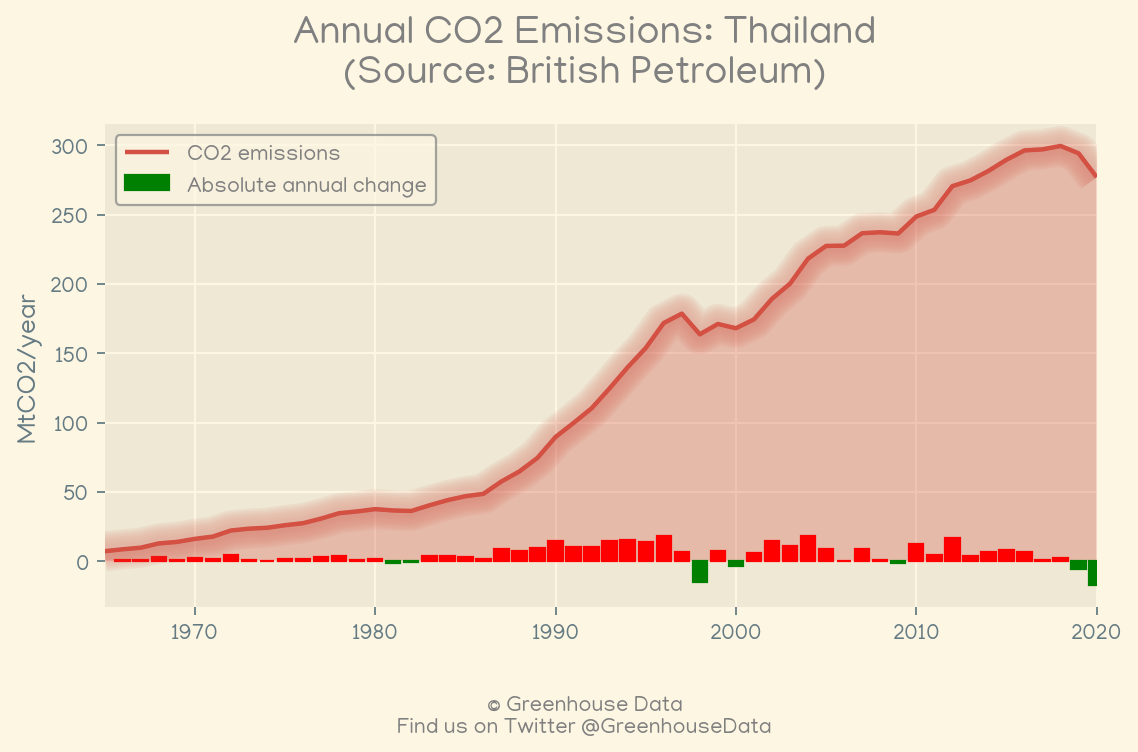 Annual CO2 Emissions: Thailand
(Source: British Petroleum)
CO2 emissions
Absolute annual change
MtCO2/year
300
250
200
150
100
50
0
1970 1980 1990 2000 2010 2020
© Greenhouse Data
Find us on Twitter @GreenhouseData